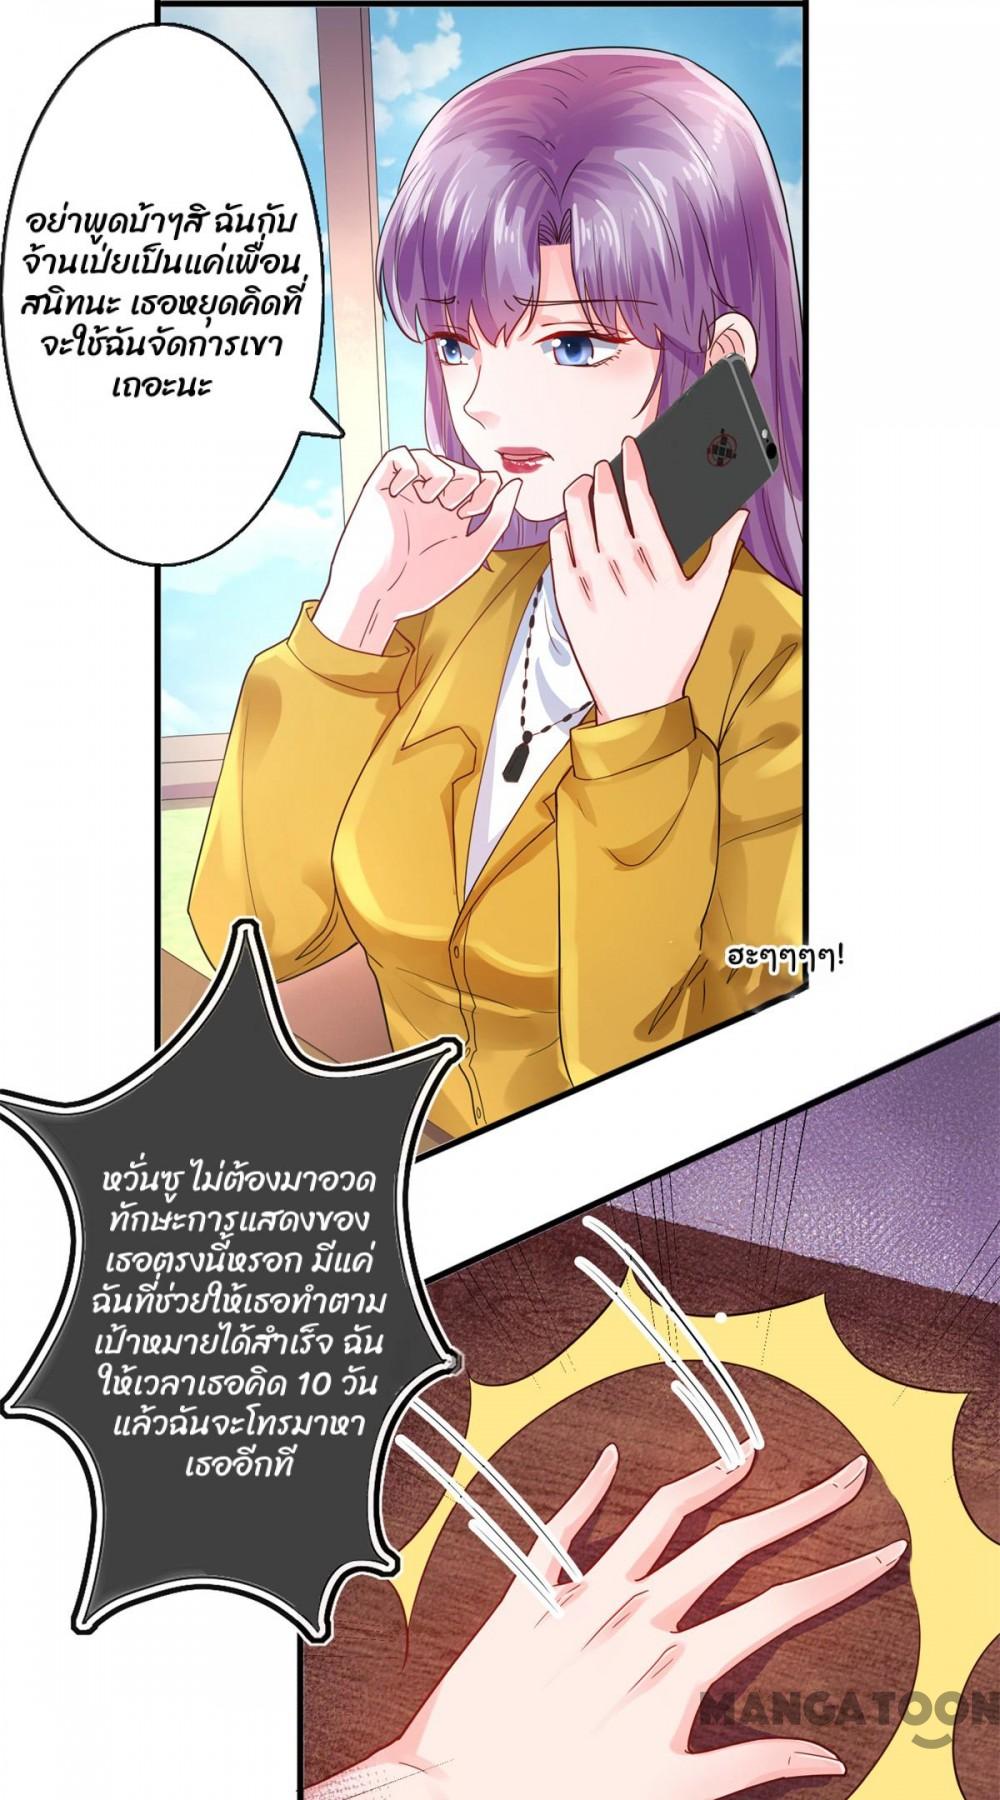 อย่าพูดบ้าๆสิ ฉันกับ
จ้านเป่ยเป็นแค่เพื่อน
สนิทนะ เธอหยุดคิดที่
จะใช้ฉันจัดการเขา
เถอะนะ
ฮะๆๆๆๆ!
หวั่นซู ไม่ต้องมาอวด
ทักษะการแสดงของ
เธอตรงนี้หรอก มีแค่
ฉันที่ช่วยให้เธอทำตาม
เป้าหมายได้สำเร็จ ฉัน
ให้เวลาเธอคิด 10 วัน
แล้วฉันจะโทรมาหา
เธออีกที
MANGATOON